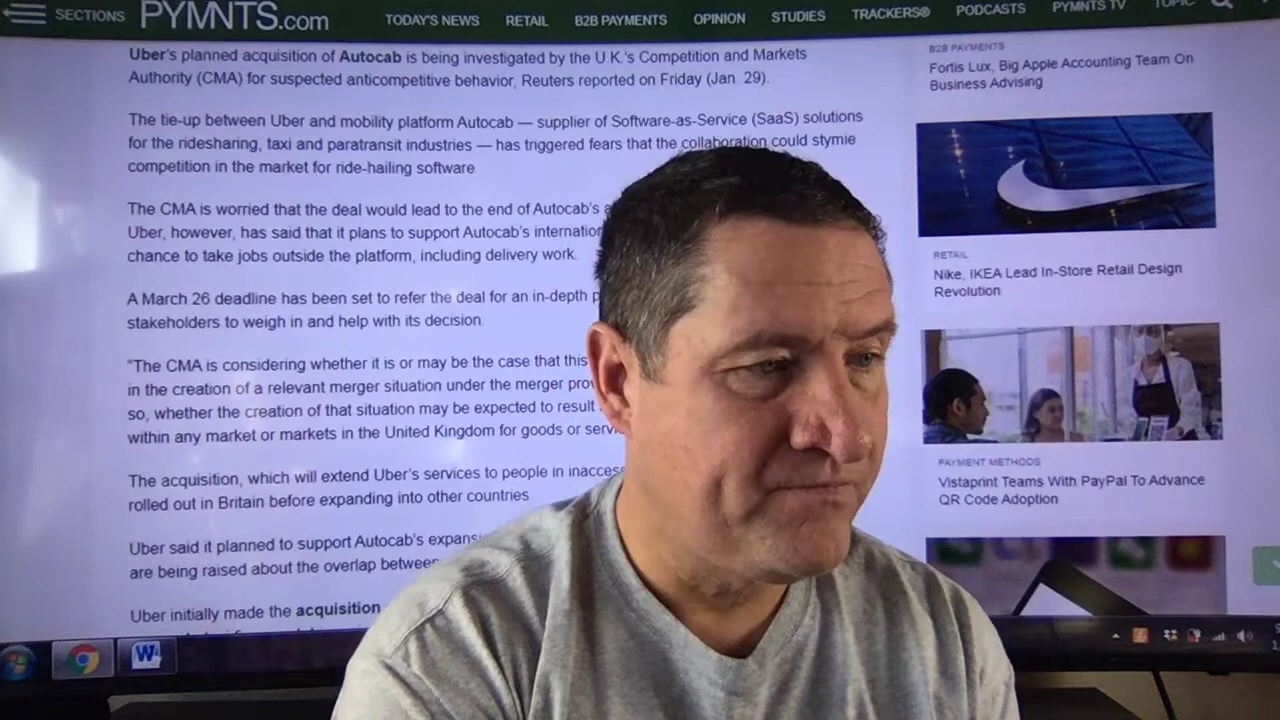 SECTIONS PYMNTS.com TODAY'S NEWS RETAIL B2B PAYMENTS OPINION STUDIES TRACKERS® PODCASTS PYMNTS TV TOPIC
Uber's planned acquisition of Autocab is being investigated by the U.K.'s Competition and Markets
Authority (CMA) for suspected anticompetitive behavior, Reuters reported on Friday (Jan. 29).
The tie-up between Uber and mobility platform Autocab — supplier of Software-as-Service (SaaS) solutions
for the ridesharing, taxi and paratransit industries — has triggered fears that the collaboration could stymie
competition in the market for ride-hailing software
The CMA is worried that the deal would lead to the end of Autocab's
Uber, however, has said that it plans to support Autocab's
chance to take jobs outside the platform, including delivery work.
A March 26 deadline has been set to refer the deal for an in-depth
stakeholders to weigh in and help with its decision.
“The CMA is considering whether it is or may be the case that this
in the creation of a relevant merger situation under the merger
so, whether the creation of that situation may be expected to result
within any market or markets in the United Kingdom for goods or
The acquisition, which will extend Uber's services to people in
rolled out in Britain before expanding into other countries
Uber said it planned to support Autocab's
are being raised about the overlap between
Uber initially made the acquisition
B2B PAYMENTS
Fortis Lux, Big Apple Accounting Team On
Business Advising
RETAIL
Nike, IKEA Lead In-Store Retail Design
Revolution
PAYMENT METHODS
Vistaprint Teams With PayPal To Advance
QR Code Adoption
W